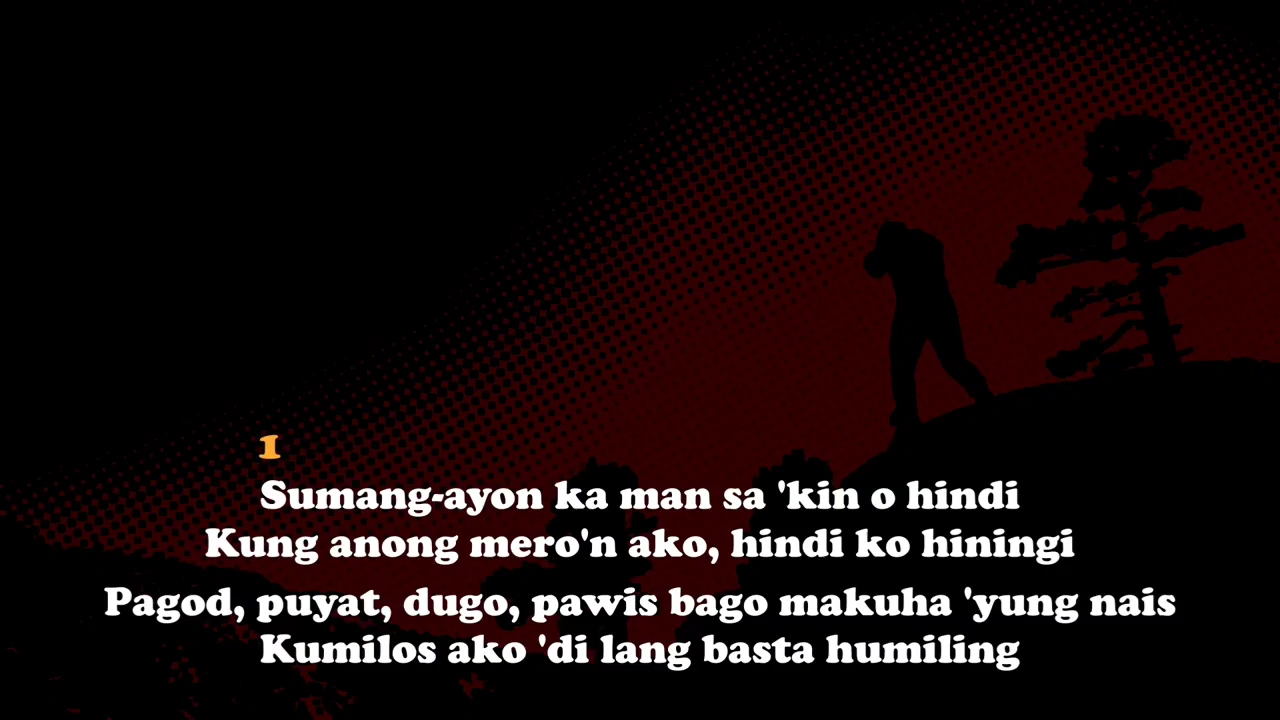 1
Sumang-ayon ka man sa 'kin o hindi
Kung anong mero'n ako, hindi ko hiningi
Pagod, puyat, dugo, pawis bago makuha 'yung nais
Kumilos ako 'di lang basta humiling